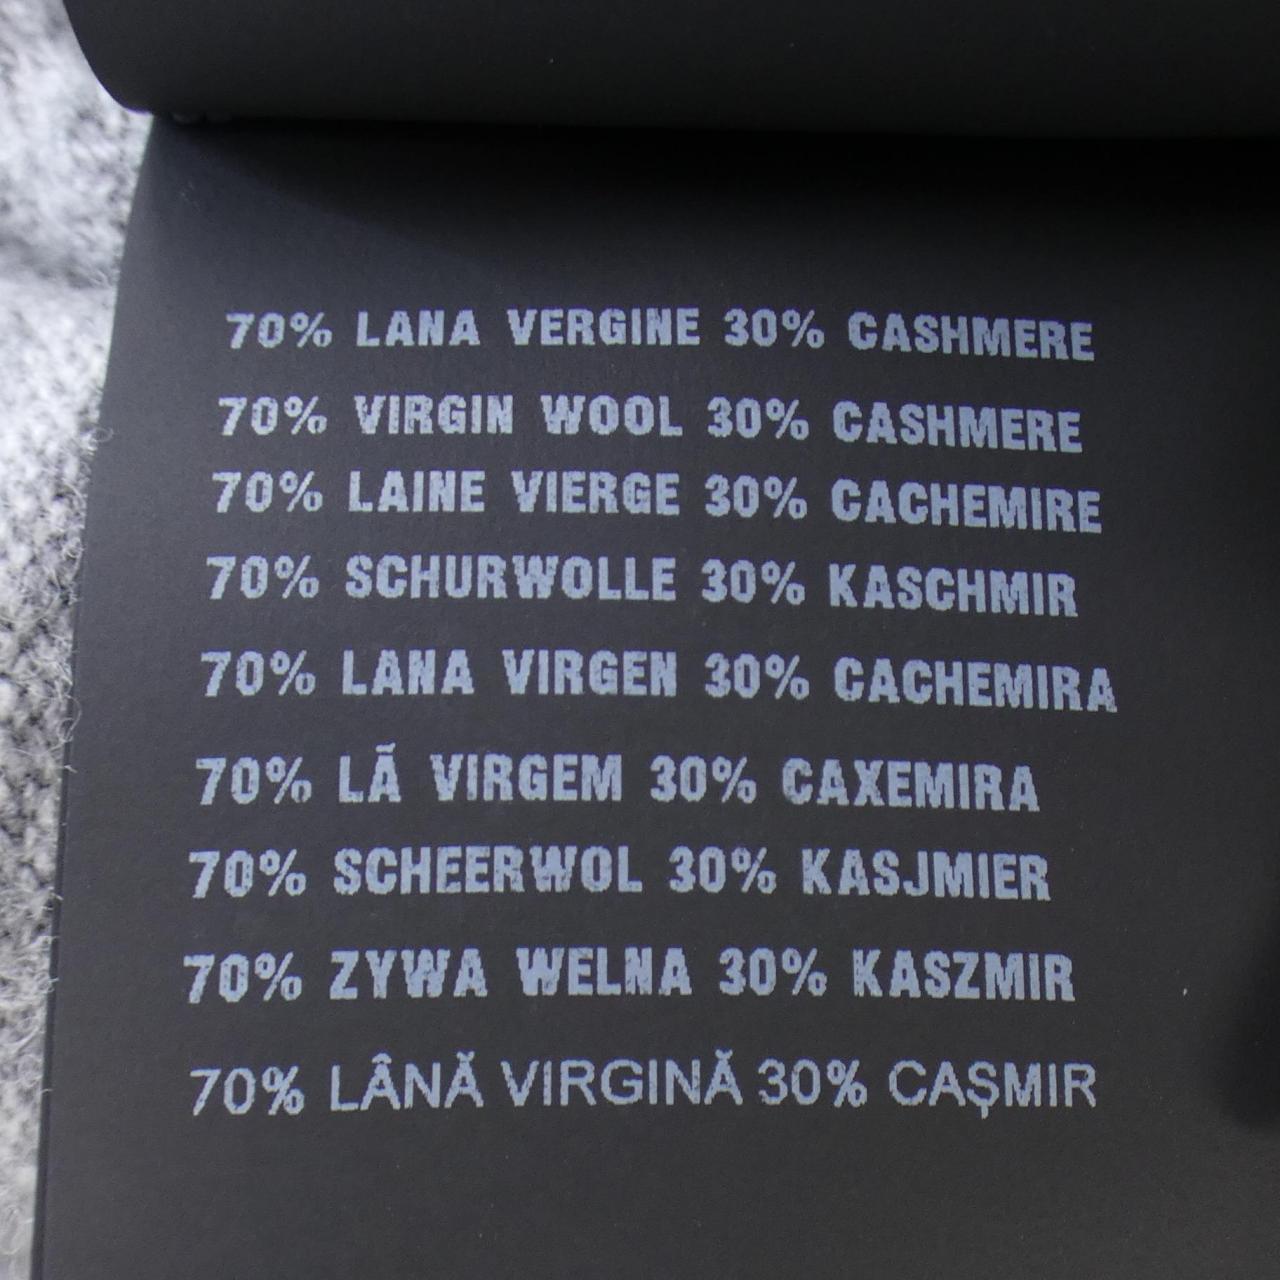 70% LANA VERGINE 30% CASHMERE
70% VIRGIN WOOL 30% CASHMERE
70% LAINE VIERGE 30% CACHEMIRE
70% SCHURWOLLE 30% KASCHMIR
70% LANA VIRGEN 30% CACHEMIRA
70% LÃ VIRGEM 30% CAXEMIRA
70% SCHEERWOL 30% KASJMIER
70% ZYWA WELNA 30% KASZMIR
70% LÂNĂ VIRGINĂ 30% CAȘMIR